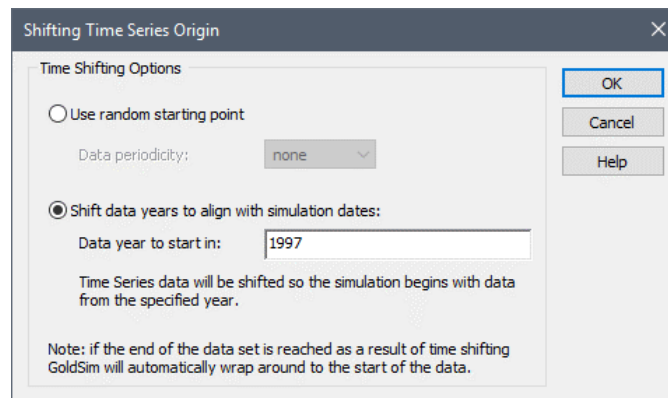 Shifting Time Series Origin
Time Shifting Options
OK
Use random starting point
Cancel
Data periodicity: none
Help
Shift data years to align with simulation dates:
Data year to start in: 1997
Time Series data will be shifted so the simulation begins with data
from the specified year.
Note: if the end of the data set is reached as a result of time shifting
GoldSim will automatically wrap around to the start of the data.